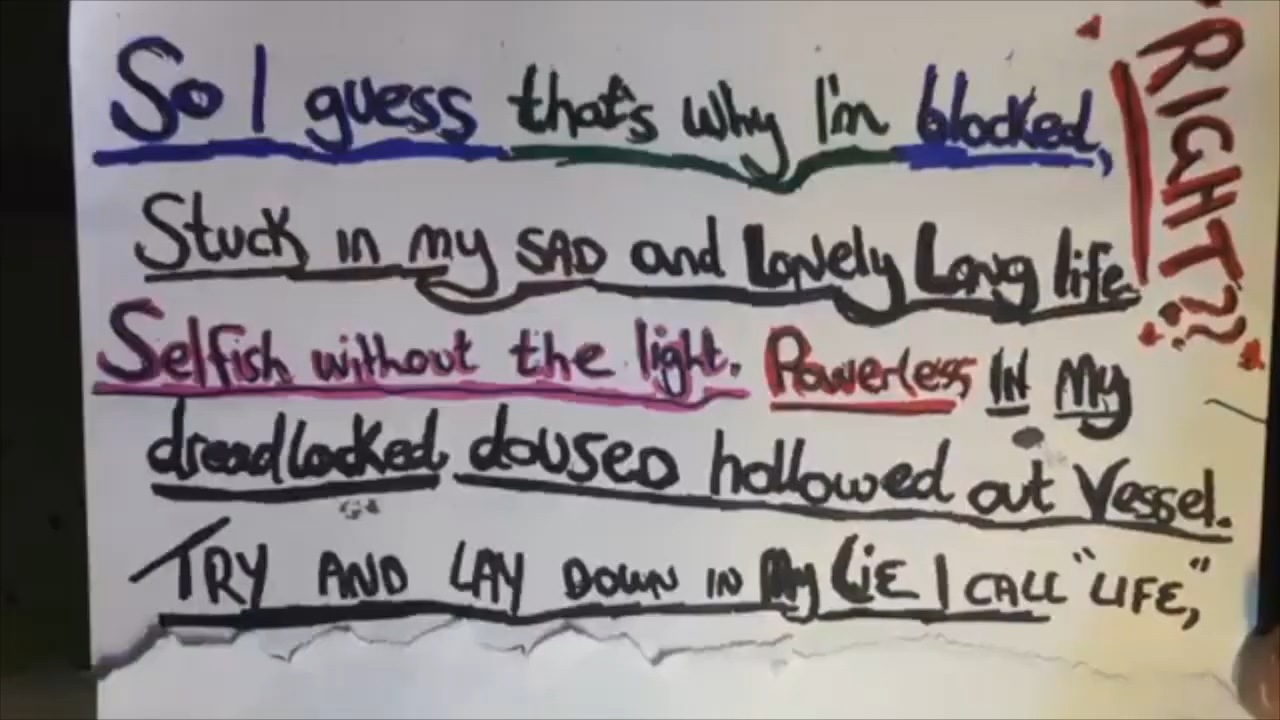 So I guess that's why I'm blocked,
Stuck in my SAD and Lonely Long life.
Selfish without the light. Powerless IN My
dreadlocked doused hollowed out Vessel.
TRY AND LAY DOWN IN My LiE I CALL "LIFE,"
RIGHT??